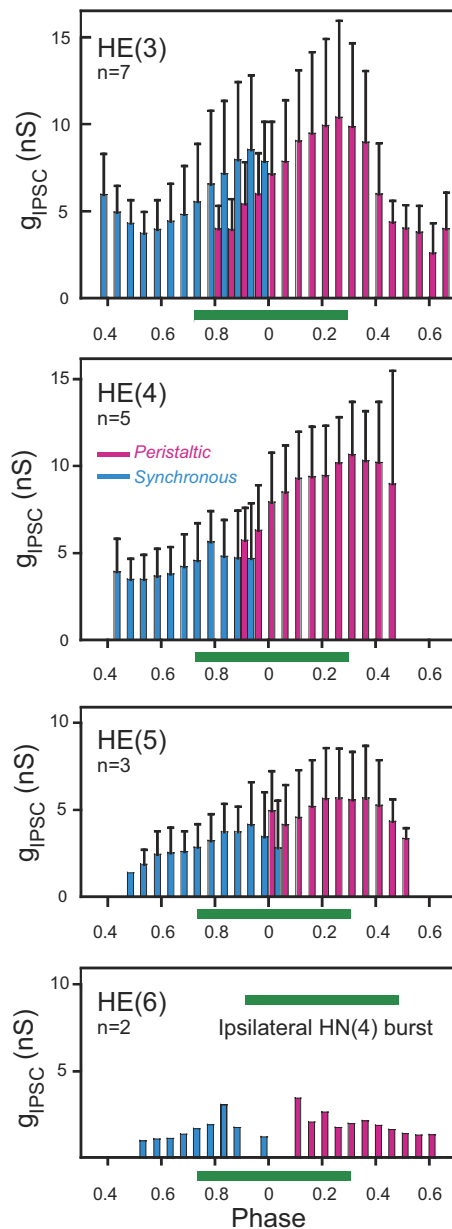 HE(3)
n=7
15
10
5
0
gIPSC (nS)
0.4 0.6 0.8 0 0.2 0.4 0.6
HE(4)
n=5
Peristaltic
Synchronous
15
10
5
0
gIPSC (nS)
0.4 0.6 0.8 0 0.2 0.4 0.6
HE(5)
n=3
10
5
0
gIPSC (nS)
0.4 0.6 0.8 0 0.2 0.4 0.6
HE(6)
n=2
Ipsilateral HN(4) burst
10
5
gIPSC (nS)
0.4 0.6 0.8 0 0.2 0.4 0.6
Phase